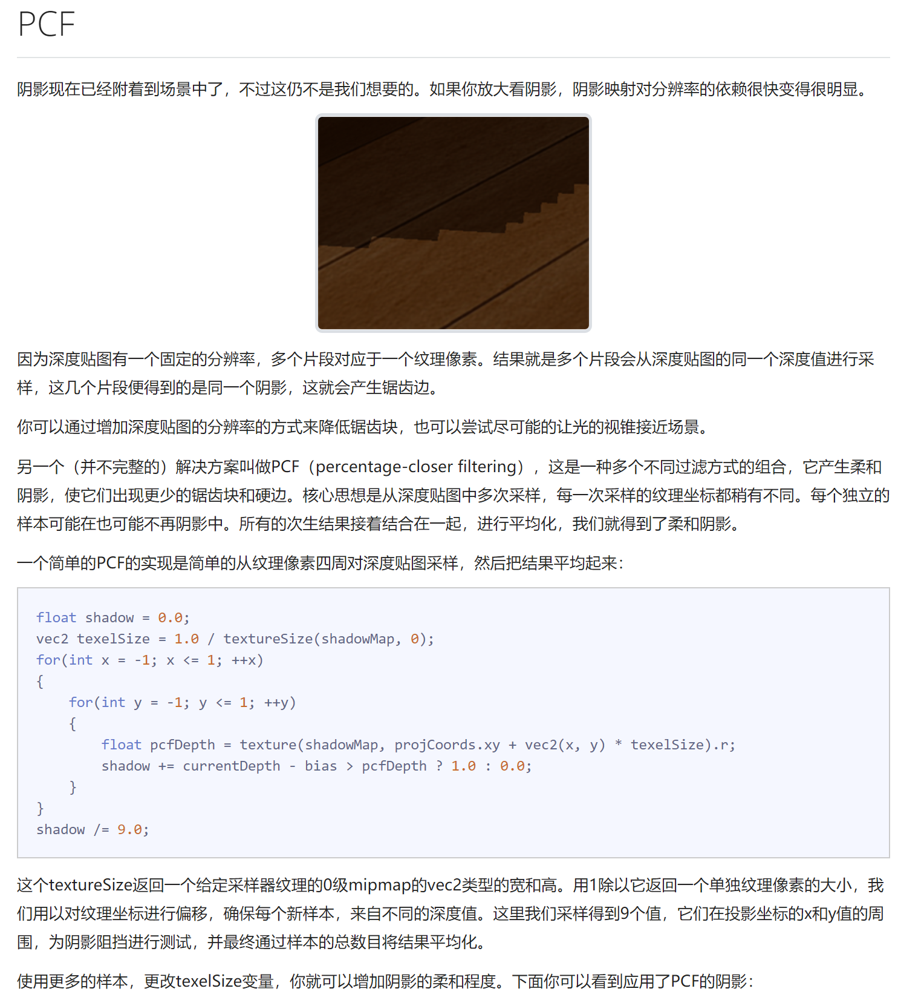 PCF
阴影现在已经附着到场景中了，不过这仍不是我们想要的。如果你放大看阴影，阴影映射对分辨率的依赖很快变得很明显。
因为深度贴图有一个固定的分辨率，多个片段对应于一个纹理像素。结果就是多个片段会从深度贴图的同一个深度值进行采
样，这几个片段便得到的是同一个阴影，这就会产生锯齿边。
你可以通过增加深度贴图的分辨率的方式来降低锯齿块，也可以尝试尽可能的让光的视锥接近场景。
另一个（并不完整的）解决方案叫做PCF（percentage-closer filtering），这是一种多个不同过滤方式的组合，它产生柔和
阴影，使它们出现更少的锯齿块和硬边。核心思想是从深度贴图中多次采样，每一次采样的纹理坐标都稍有不同。每个独立的
样本可能在也可能不再阴影中。所有的次生结果接着结合在一起，进行平均化，我们就得到了柔和阴影。
一个简单的PCF的实现是简单的从纹理像素四周对深度贴图采样，然后把结果平均起来：
float shadow = 0.0;
vec2 texelSize = 1.0 / textureSize(shadowMap, 0);
for(int x = -1; x <= 1; ++x)
{
    for(int y = -1; y <= 1; ++y)
    {
        float pcfDepth = texture(shadowMap, projCoords.xy + vec2(x, y) * texelSize).r;
        shadow += currentDepth - bias > pcfDepth ? 1.0 : 0.0;
    }
}
shadow /= 9.0;
这个textureSize返回一个给定采样器纹理的0级mipmap的vec2类型的宽和高。用1除以它返回一个单独纹理像素的大小，我
们用以对纹理坐标进行偏移，确保每个新样本，来自不同的深度值。这里我们采样得到9个值，它们在投影坐标的x和y值的周
围，为阴影阻挡进行测试，并最终通过样本的总数目将结果平均化。
使用更多的样本，更改texelSize变量，你就可以增加阴影的柔和程度。下面你可以看到应用了PCF的阴影：